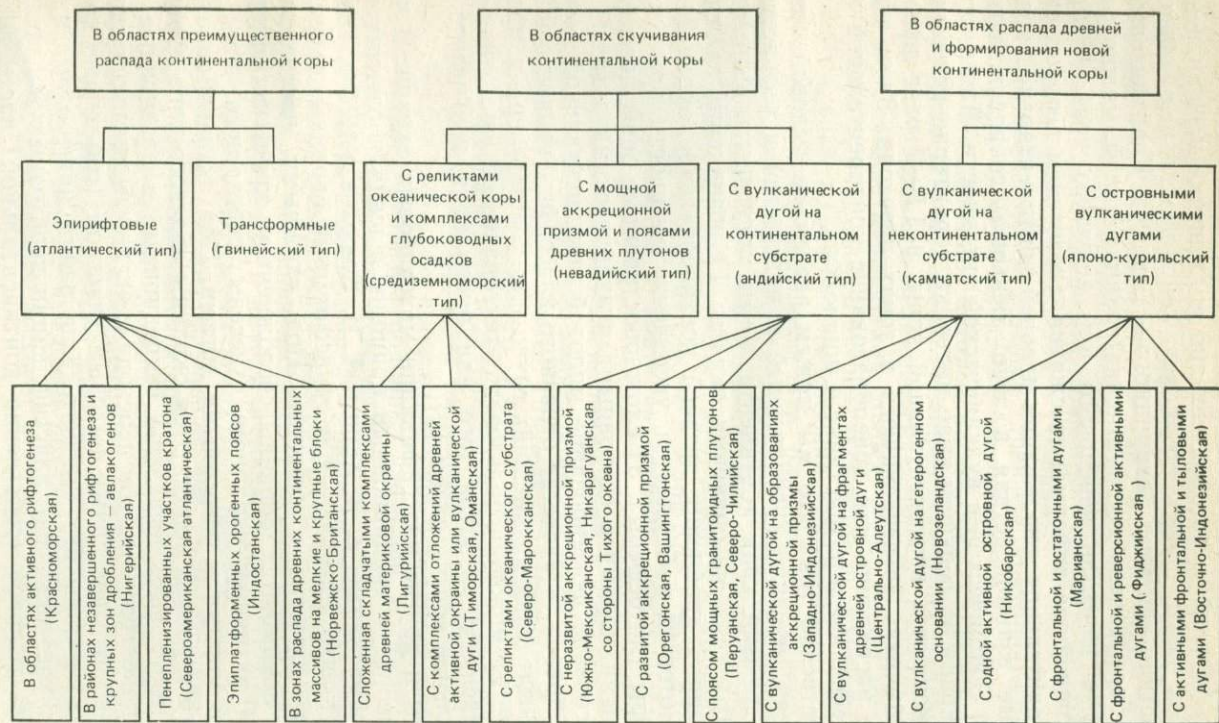 В областях преимущественного
распада континентальной коры
В областях скучивания
континентальной коры
В областях распада древней
и формирования новой
континентальной коры
Эпирифтовые
(атлантический тип)
Трансформные
(гвинейский тип)
С реликтами
океанической коры
и комплексами
глубоководных
осадков
(средиземноморский
тип)
С мощной
аккреционной
призмой и поясами
древних плутонов
(невадийский тип)
С вулканической
дугой на
континентальном
субстрате
(андийский тип)
С вулканической
дугой на
неконтинентальном
субстрате
(камчатский тип)
С островными
вулканическими
дугами
(японо-курильский
тип)
В областях активного рифтогенеза
(Красноморская)
В районах незавершенного рифтогенеза и
крупных зон дробления — авлакогенов
(Нигерийская)
Пенепленизированных участков кратона
(Североамериканская атлантическая)
Эпиплатформенных орогенных поясов
(Индостанская)
В зонах распада древних континентальных
массивов на мелкие и крупные блоки
(Норвежско-Британская)
Сложенная складчатыми комплексами
древней материковой окраины
(Лигурийская)
С комплексами отложений древней
активной окраины или вулканической
дуги (Тиморская, Оманская)
С реликтами океанического субстрата
(Северо-Марокканская)
С неразвитой аккреционной призмой
(Южно-Мексиканская, Никарагуанская
со стороны Тихого океана)
С развитой аккреционной призмой
(Орегонская, Вашингтонская)
С поясом мощных гранитоидных плутонов
(Перуанская, Северо-Чилийская)
С вулканической дугой на образованиях
аккреционной призмы
(Западно-Индонезийская)
С вулканической дугой на фрагментах
древней островной дуги
(Центрально-Алеутская)
С вулканической дугой на гетерогенном
основании (Новозеландская)
С одной активной островной дугой
(Никобарская)
С фронтальной и остаточными дугами
(Марианская)
С фронтальной и реверсионной активными
дугами (Фиджийская )
С активными фронтальной и тыловыми
дугами (Восточно-Индонезийская)